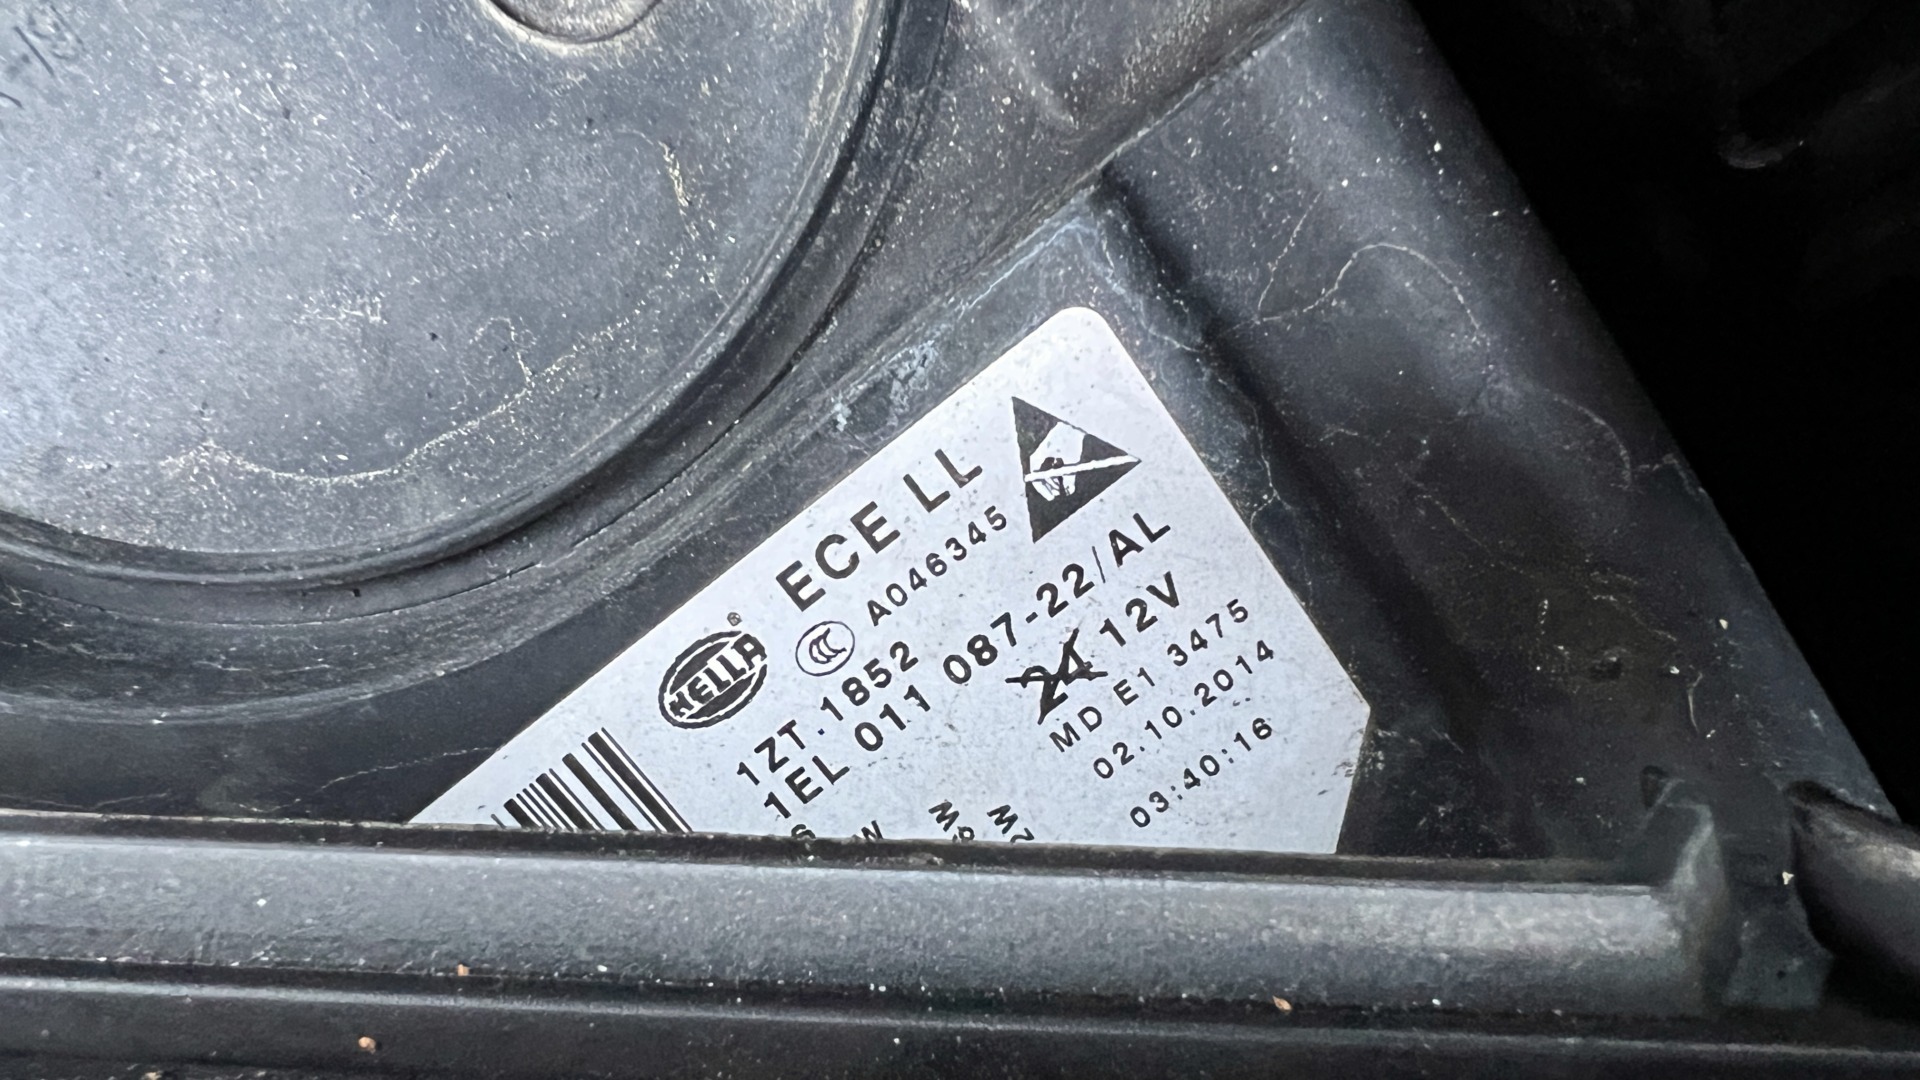 HELLA®
ECE LL
CCC A046345
1ZT.1852
1EL 011 087-22/AL
24 12V
MD E1 3475
02.10.2014
03:40:16